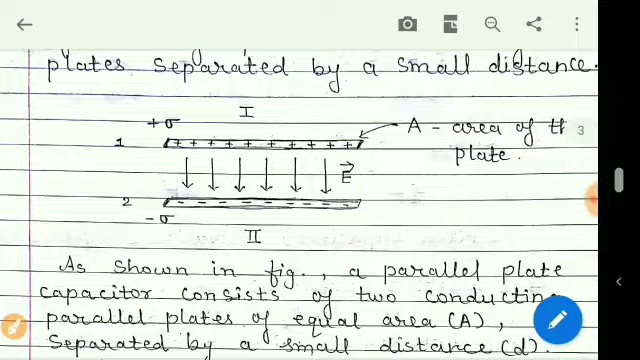 plates separated by a small distance.
+σ I
A - area of th
1 + + + + + + + + + +
plate.
3
E
2 - - - - - - - - - -
-σ
II
As shown in fig., a parallel plate
capacitor consists of two conducting
parallel plates of equal area (A),
Separated by a small distance (d).